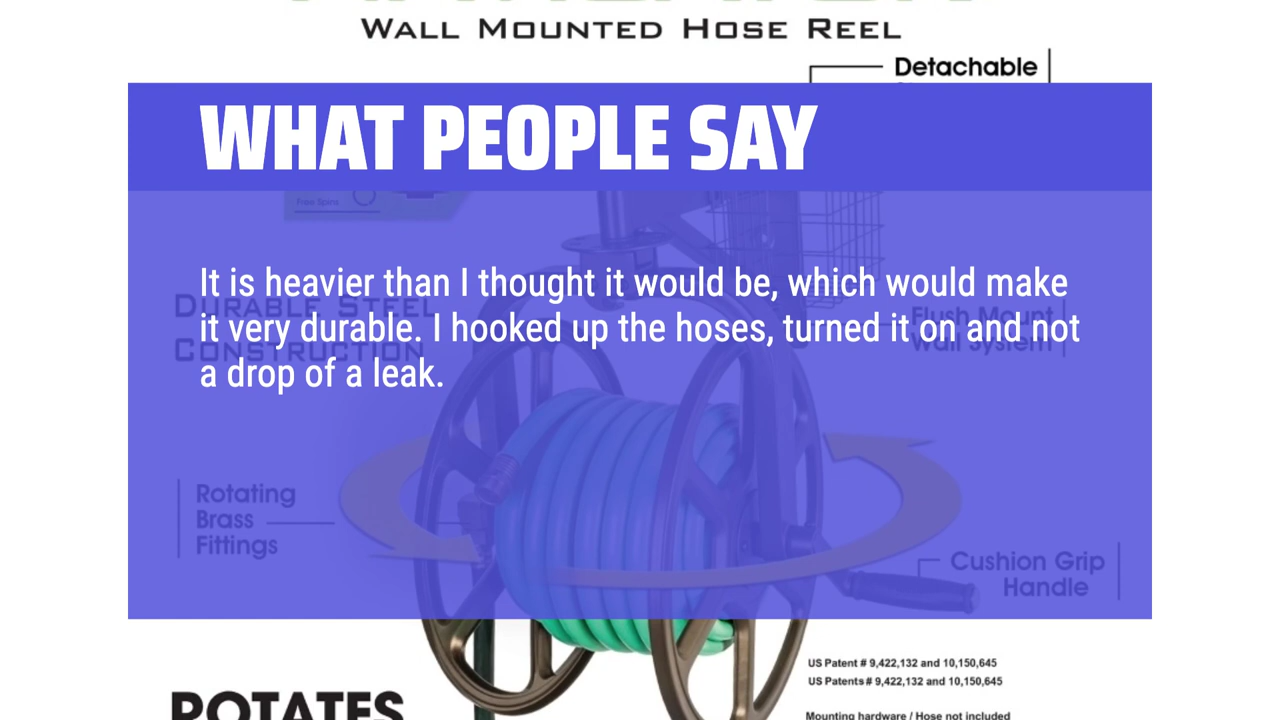 WALL MOUNTED HOSE REEL
Detachable
WHAT PEOPLE SAY
Free Spins
It is heavier than I thought it would be, which would make
it very durable. I hooked up the hoses, turned it on and not
a drop of a leak.
DURABLE STEEL
CONSTRUCTION
Flush Mount
Wall System
Rotating
Brass
Fittings
Cushion Grip
Handle
US Patent # 9,422,132 and 10,150,645
US Patents # 9,422,132 and 10,150,645
ROTATES
Mounting hardware / Hose not included